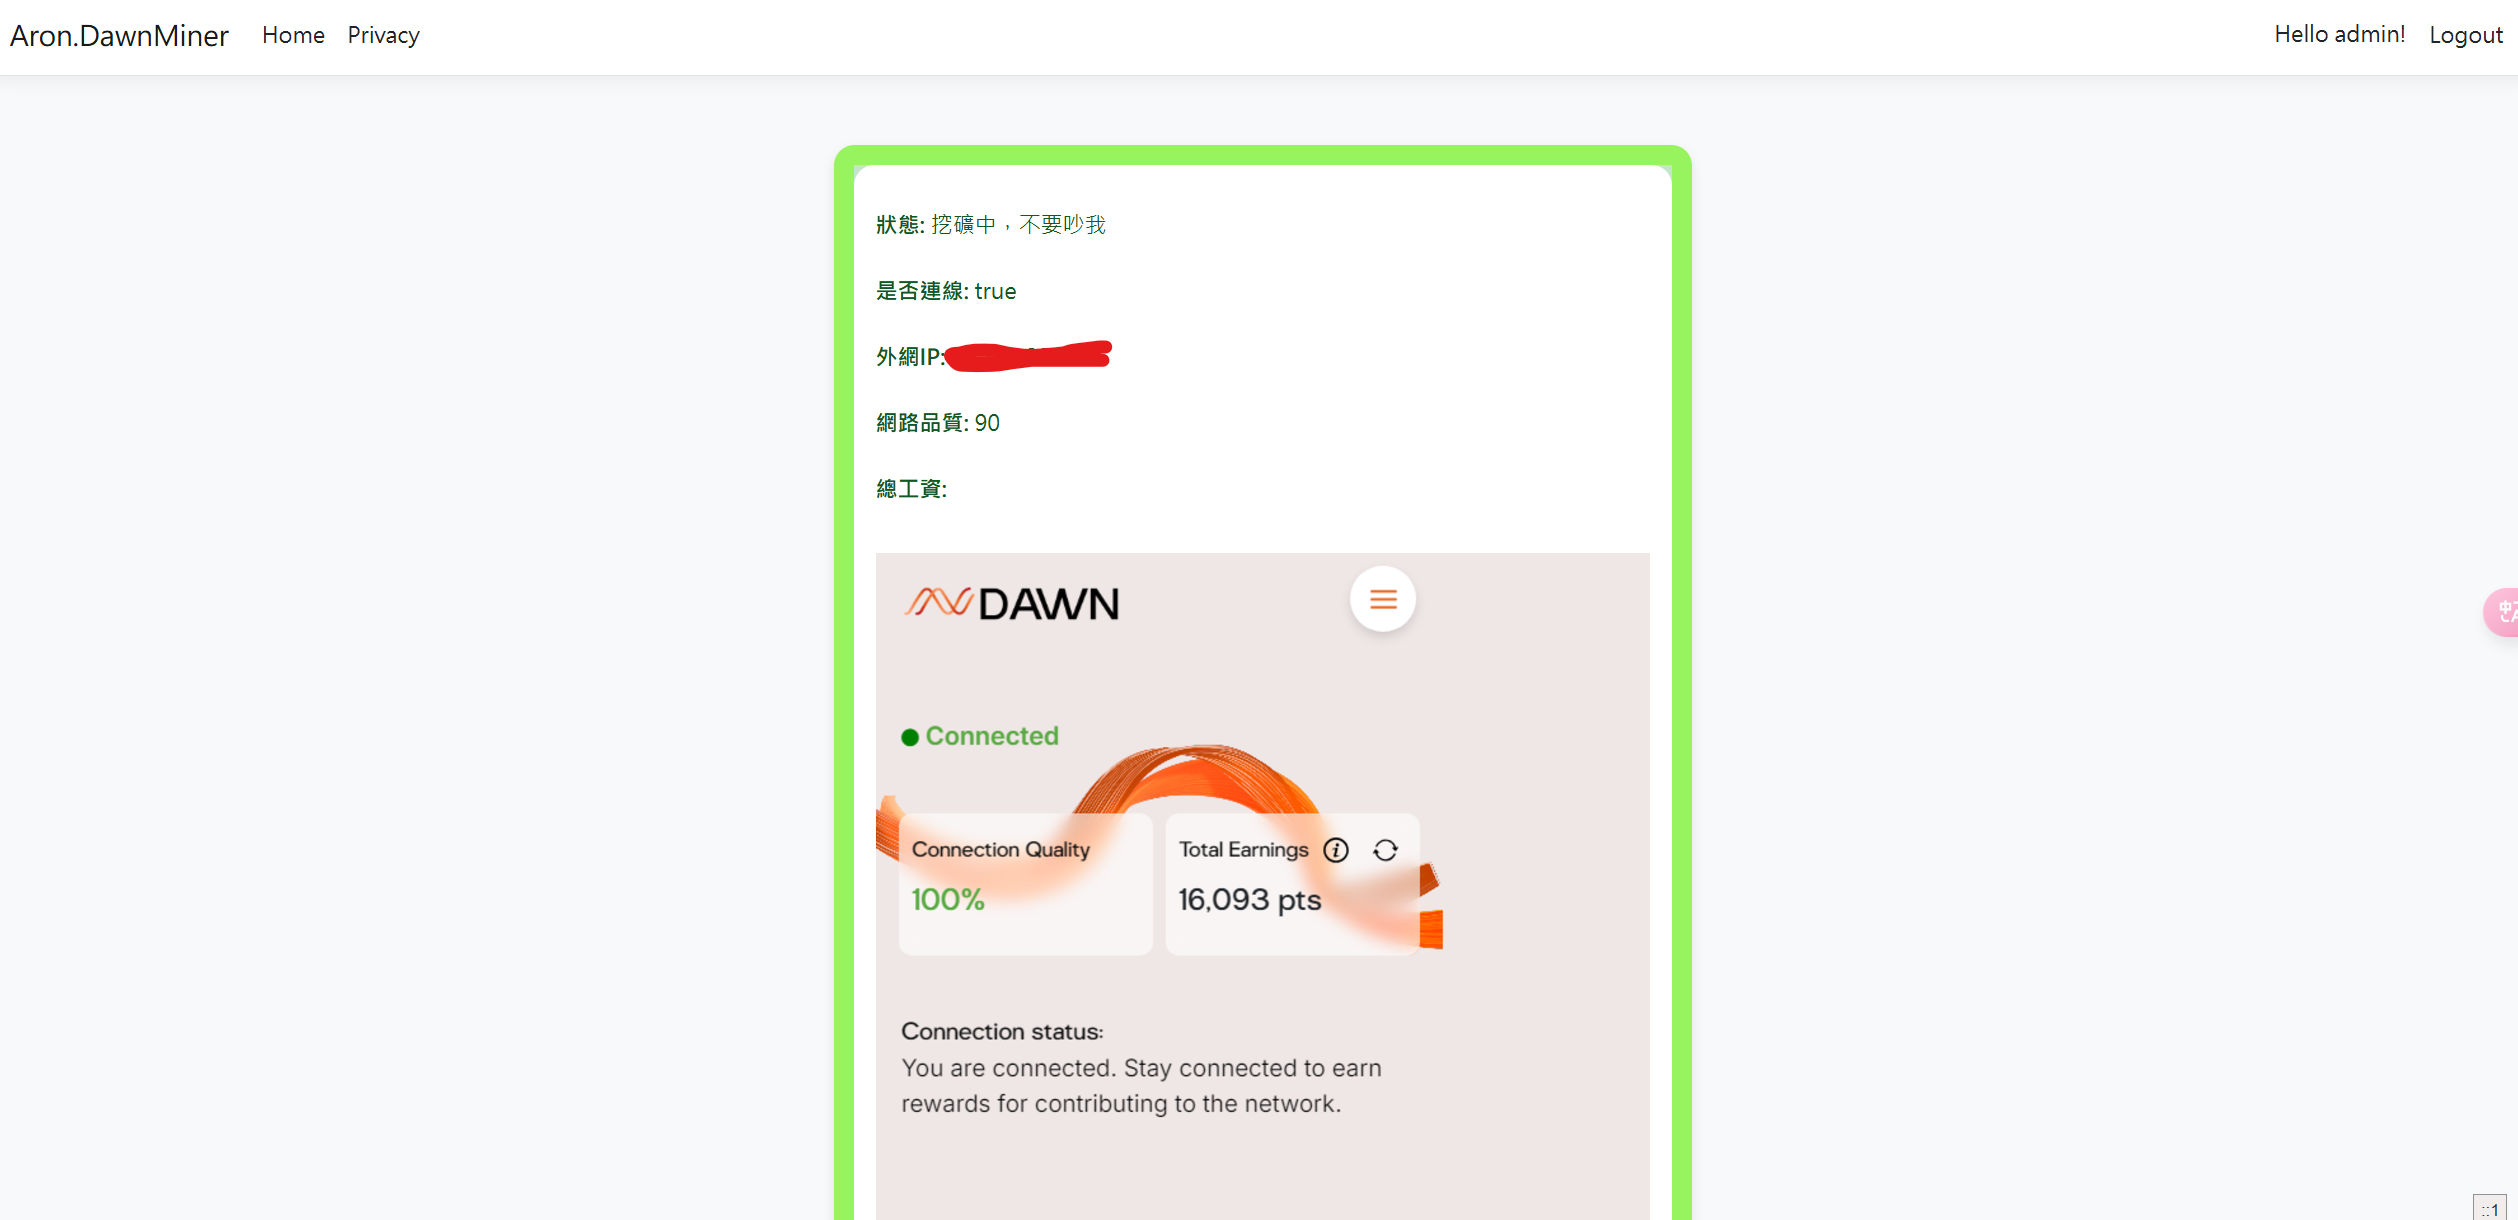 Aron.DawnMiner Home Privacy Hello admin! Logout
狀態: 挖礦中，不要吵我
是否連線: true
外網IP:
網路品質: 90
總工資:
DAWN
Connected
Connection Quality
100%
Total Earnings
16,093 pts
Connection status:
You are connected. Stay connected to earn
rewards for contributing to the network.
::1